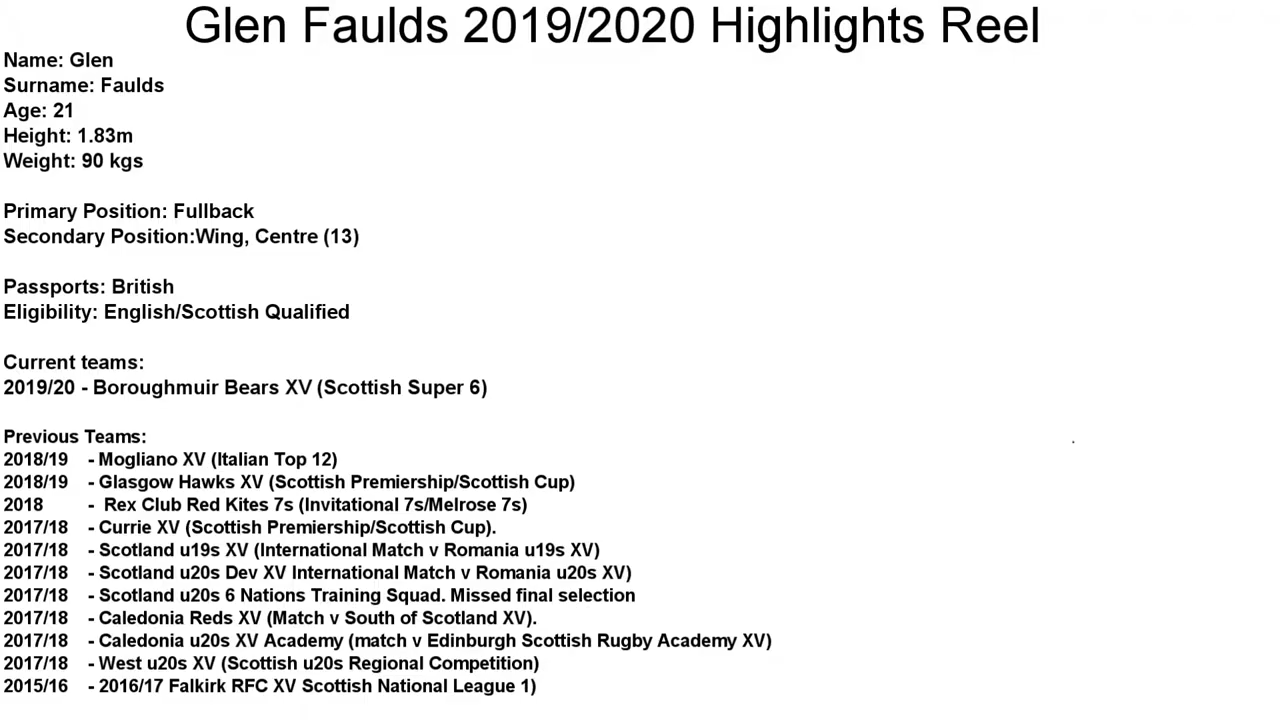 Glen Faulds 2019/2020 Highlights Reel
Name: Glen
Surname: Faulds
Age: 21
Height: 1.83m
Weight: 90 kgs
Primary Position: Fullback
Secondary Position:Wing, Centre (13)
Passports: British
Eligibility: English/Scottish Qualified
Current teams:
2019/20 - Boroughmuir Bears XV (Scottish Super 6)
Previous Teams:
2018/19 - Mogliano XV (Italian Top 12)
2018/19 - Glasgow Hawks XV (Scottish Premiership/Scottish Cup)
2018 - Rex Club Red Kites 7s (Invitational 7s/Melrose 7s)
2017/18 - Currie XV (Scottish Premiership/Scottish Cup).
2017/18 - Scotland u19s XV (International Match v Romania u19s XV)
2017/18 - Scotland u20s Dev XV International Match v Romania u20s XV)
2017/18 - Scotland u20s 6 Nations Training Squad. Missed final selection
2017/18 - Caledonia Reds XV (Match v South of Scotland XV).
2017/18 - Caledonia u20s XV Academy (match v Edinburgh Scottish Rugby Academy XV)
2017/18 - West u20s XV (Scottish u20s Regional Competition)
2015/16 - 2016/17 Falkirk RFC XV Scottish National League 1)